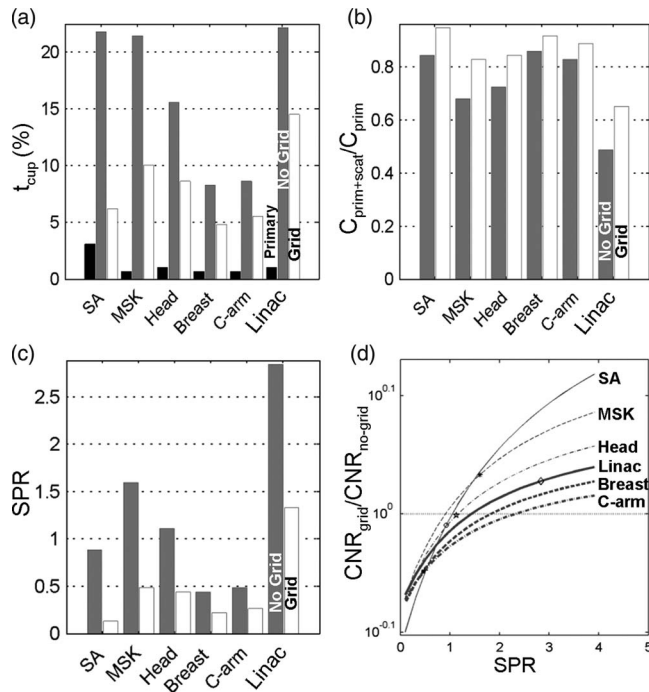 (a)
t_cup (%)
20
15
10
5
0
Primary
No Grid
Grid
SA
MSK
Head
Breast
C-arm
Linac
(b)
C_prim+scat/C_prim
0.8
0.6
0.4
0.2
0
No Grid
Grid
SA
MSK
Head
Breast
C-arm
Linac
(c)
SPR
2.5
2
1.5
1
0.5
0
No Grid
Grid
SA
MSK
Head
Breast
C-arm
Linac
(d)
CNR_grid/CNR_no-grid
10^0.1
10^0
10^-0.1
SA
MSK
Head
Linac
Breast
C-arm
0 1 2 3 4 5
SPR